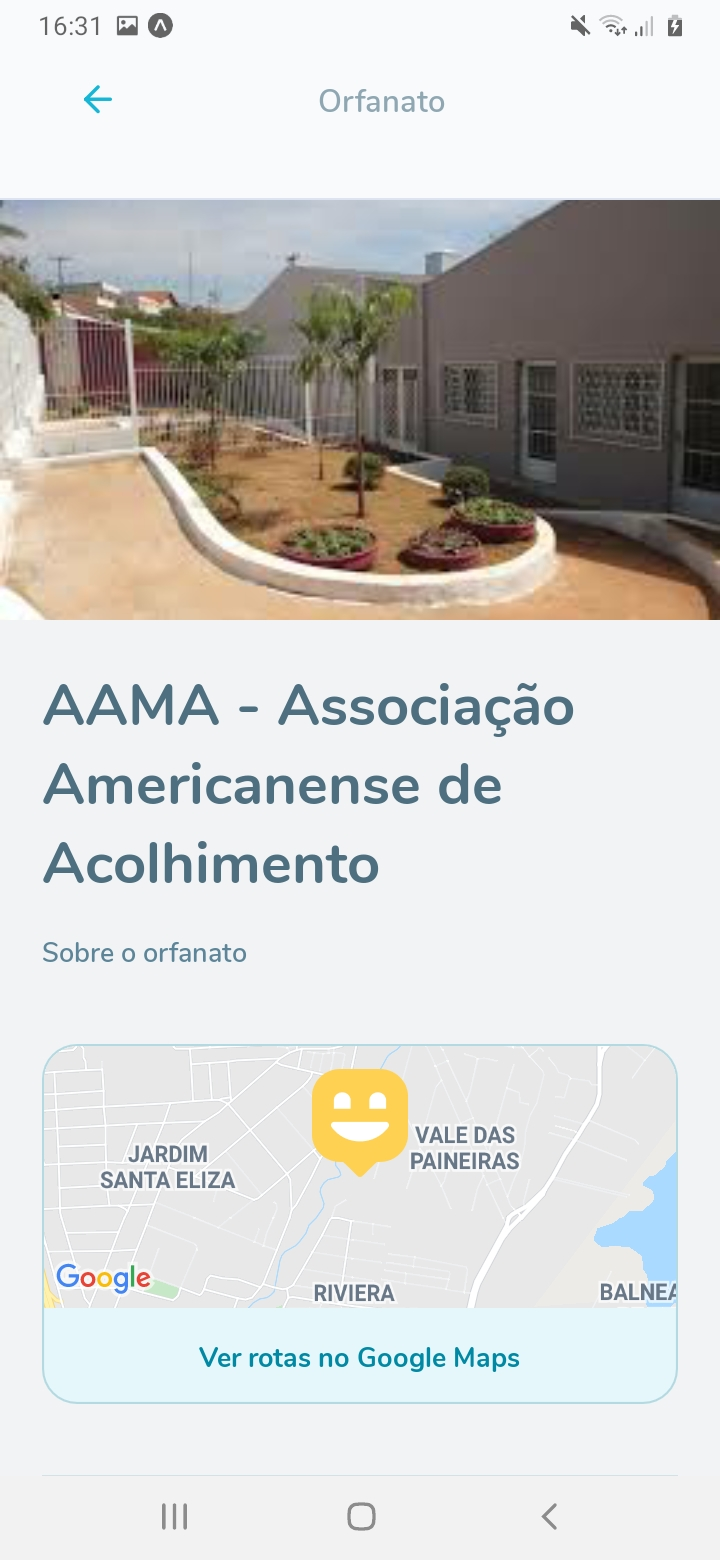 16:31
Orfanato
AAMA - Associação
Americanense de
Acolhimento
Sobre o orfanato
JARDIM
SANTA ELIZA
VALE DAS
PAINEIRAS
Google
RIVIERA
BALNEA
Ver rotas no Google Maps